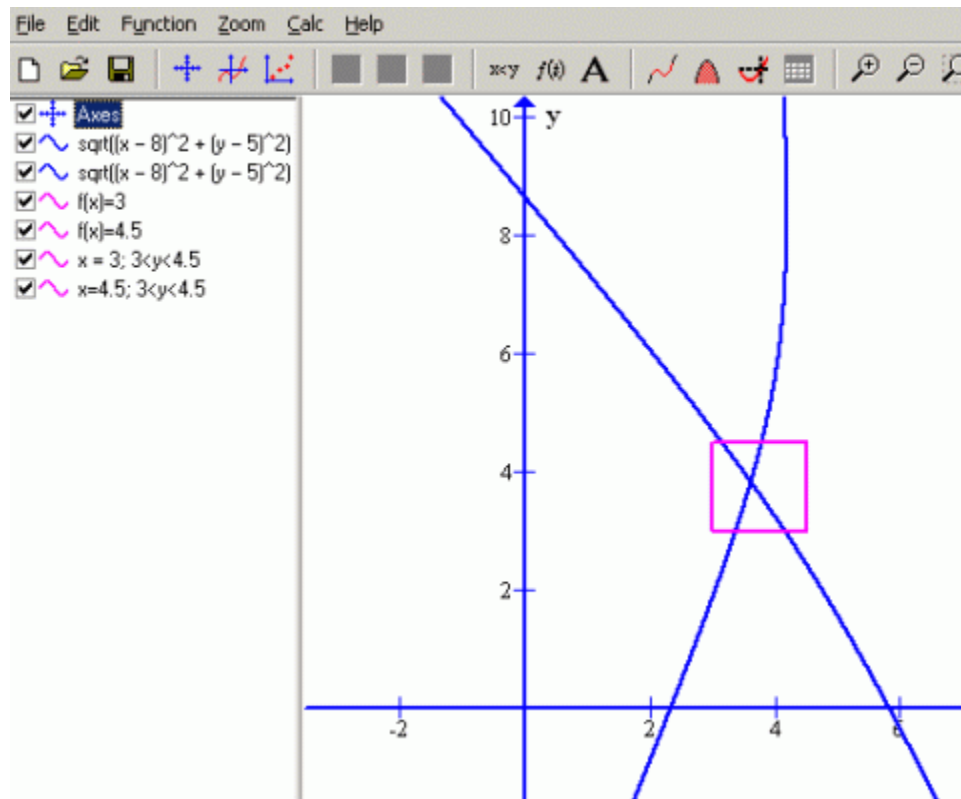 File Edit Function Zoom Calc Help
x<y f(x) A
Axes
sqrt((x - 8)^2 + (y - 5)^2)
sqrt((x - 8)^2 + (y - 5)^2)
f(x)=3
f(x)=4.5
x = 3; 3<y<4.5
x=4.5; 3<y<4.5
10 y
8
6
4
2
-2 2 4 6